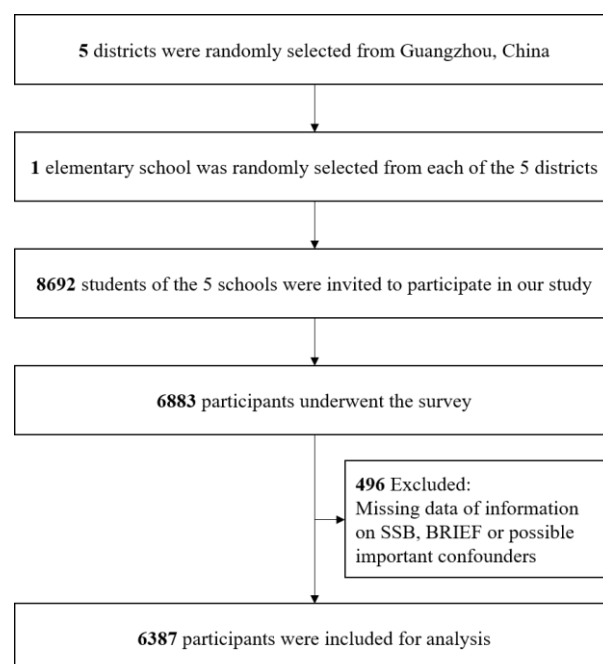 5 districts were randomly selected from Guangzhou, China
1 elementary school was randomly selected from each of the 5 districts
8692 students of the 5 schools were invited to participate in our study
6883 participants underwent the survey
496 Excluded:
Missing data of information
on SSB, BRIEF or possible
important confounders
6387 participants were included for analysis